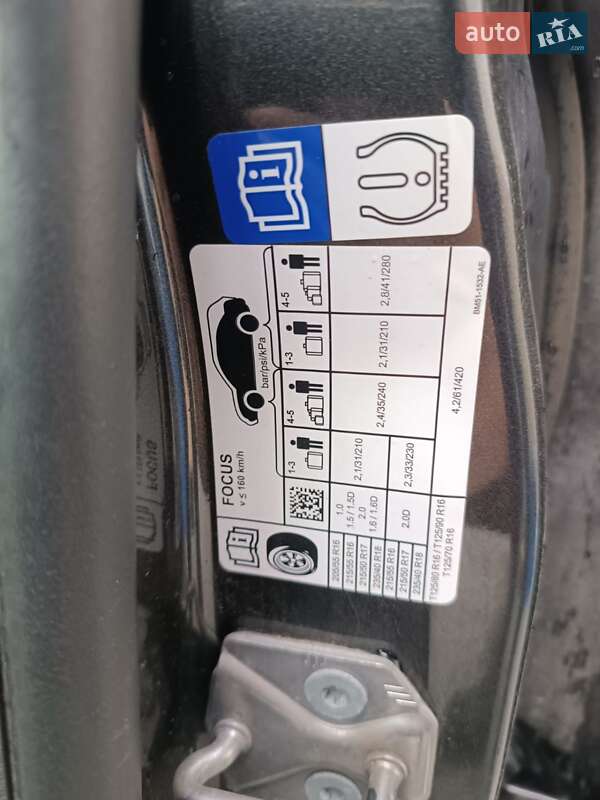 auto RIA.com
FOCUS
v ≤ 160 km/h
bar/psi/kPa
1-3
4-5
1-3
4-5
205/55 R16
215/55 R16
215/50 R17
235/40 R18
1.0
1.5 / 1.5D
2.0
1.6 / 1.6D
2,1/31/210
2,4/35/240
2,1/31/210
2,8/41/280
215/55 R16
215/50 R17
235/40 R18
2.0D
2,3/33/230
T125/80 R16 / T125/90 R16
T125/70 R16
4,2/61/420
BM51-1532-AE